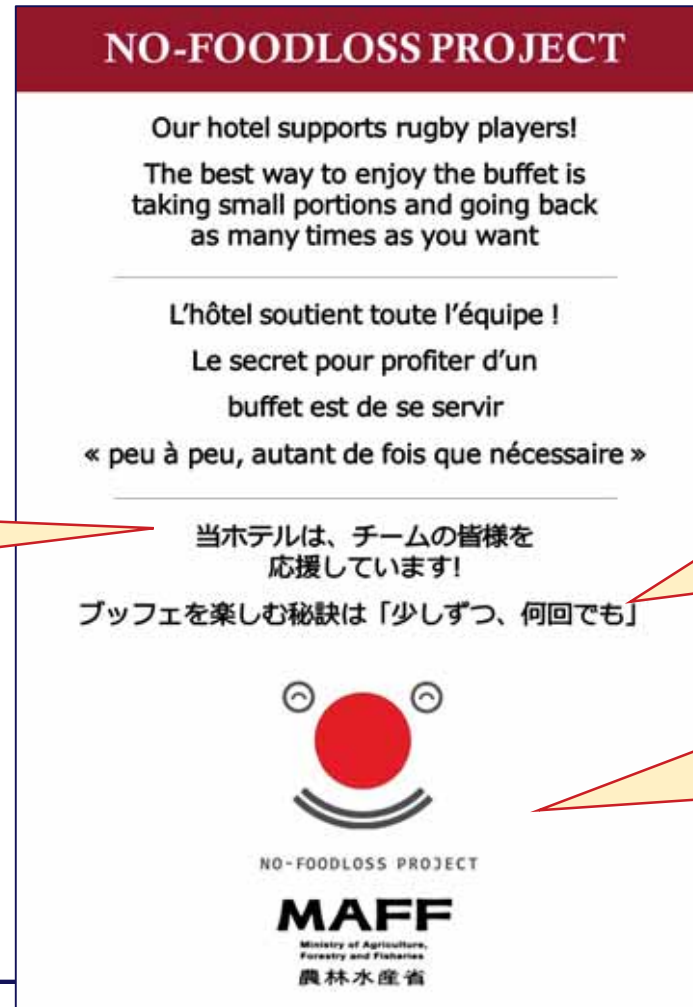 NO-FOODLOSS PROJECT
Our hotel supports rugby players!
The best way to enjoy the buffet is
taking small portions and going back
as many times as you want
L'hôtel soutient toute l'équipe !
Le secret pour profiter d'un
buffet est de se servir
« peu à peu, autant de fois que nécessaire »
当ホテルは、チームの皆様を
応援しています!
ブッフェを楽しむ秘訣は「少しずつ、何回でも」
NO-FOODLOSS PROJECT
MAFF
Ministry of Agriculture,
Forestry and Fisheries
農林水産省